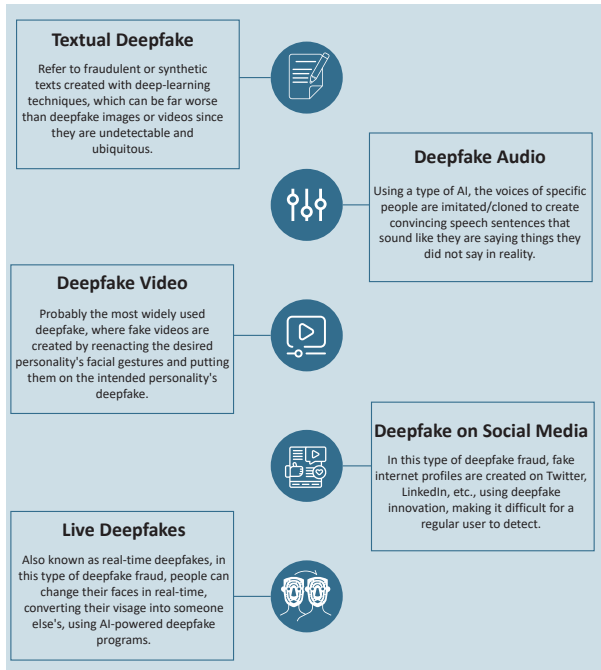 Textual Deepfake
Refer to fraudulent or synthetic
texts created with deep-learning
techniques, which can be far worse
than deepfake images or videos since
they are undetectable and
ubiquitous.
Deepfake Audio
Using a type of AI, the voices of specific
people are imitated/cloned to create
convincing speech sentences that
sound like they are saying things they
did not say in reality.
Deepfake Video
Probably the most widely used
deepfake, where fake videos are
created by reenacting the desired
personality's facial gestures and putting
them on the intended personality's
deepfake.
Deepfake on Social Media
In this type of deepfake fraud, fake
internet profiles are created on Twitter,
LinkedIn, etc., using deepfake
innovation, making it difficult for a
regular user to detect.
Live Deepfakes
Also known as real-time deepfakes, in
this type of deepfake fraud, people can
change their faces in real-time,
converting their visage into someone
else's, using AI-powered deepfake
programs.